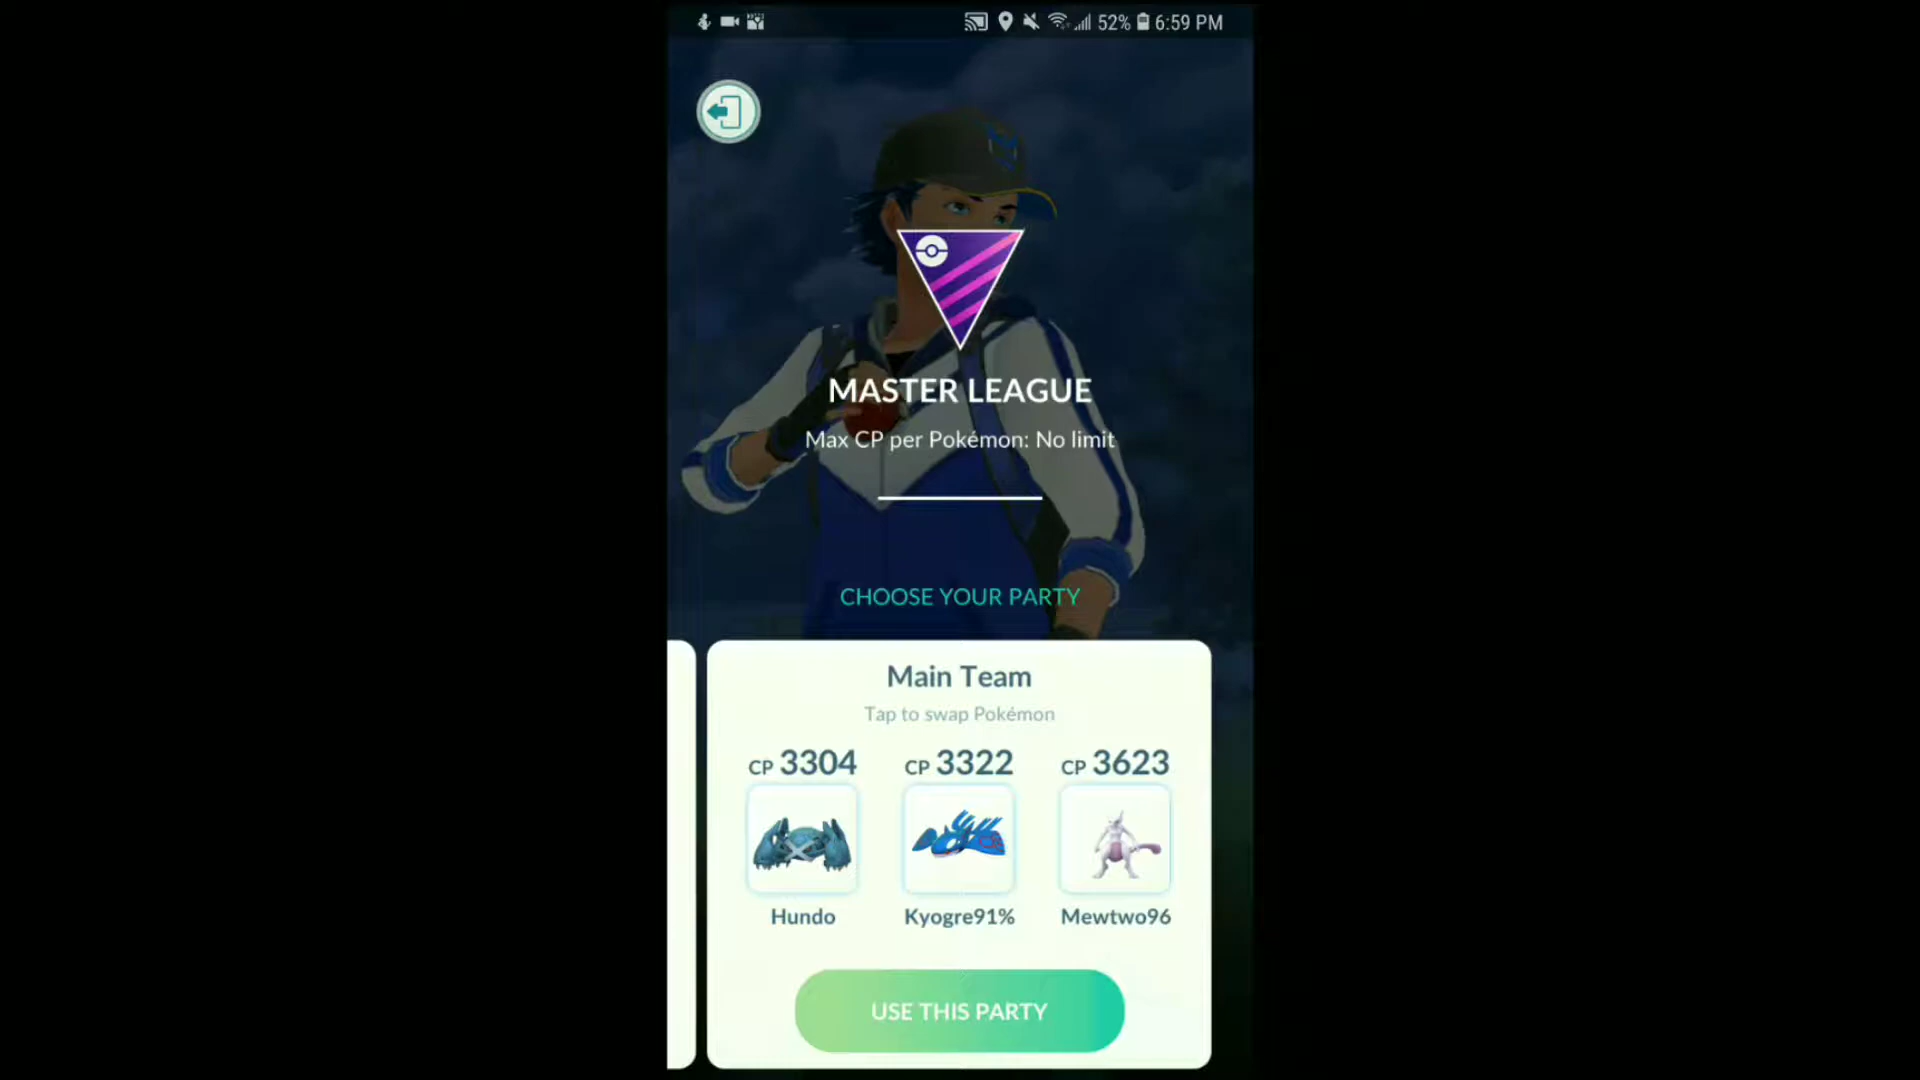 52% 6:59 PM
MASTER LEAGUE
Max CP per Pokémon: No limit
CHOOSE YOUR PARTY
Main Team
Tap to swap Pokémon
CP 3304 CP 3322 CP 3623
Hundo Kyogre91% Mewtwo96
USE THIS PARTY